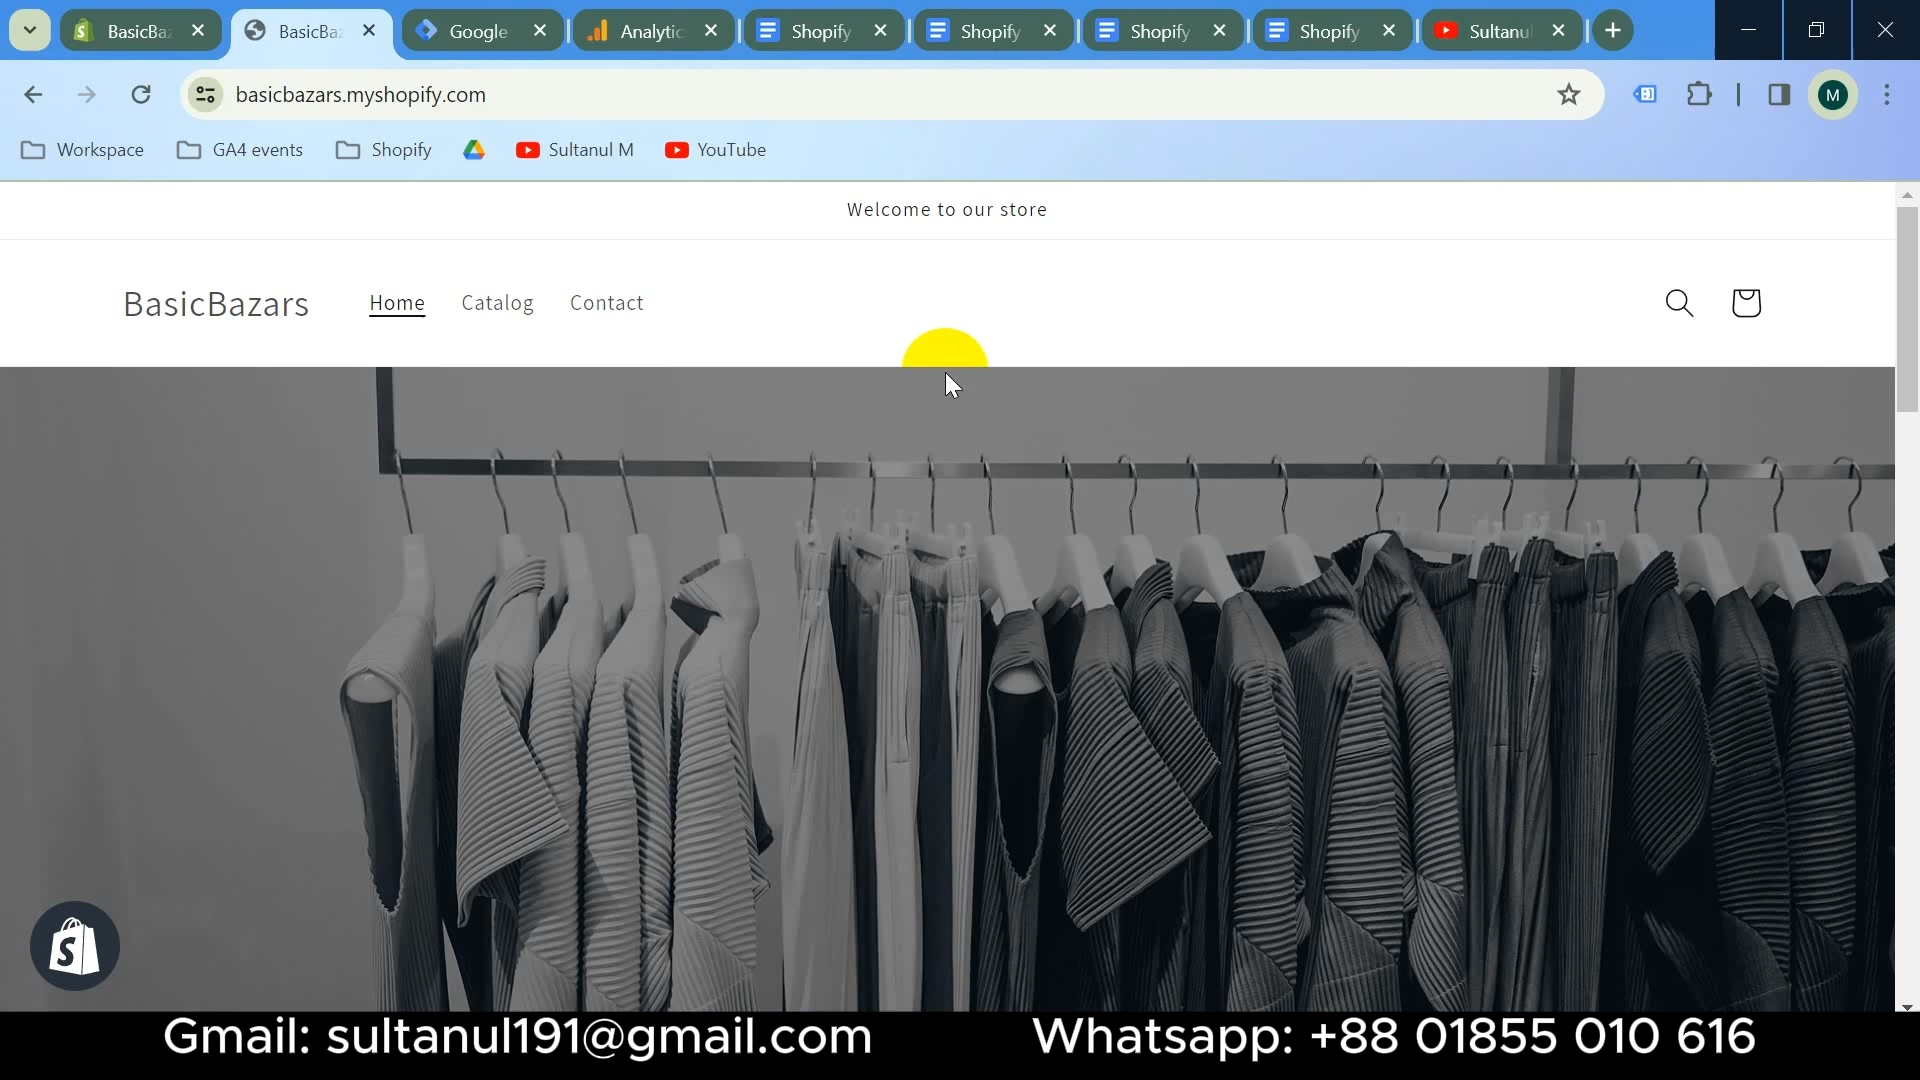 BasicBaz
BasicBaz
Google
Analytic
Shopify
Shopify
Shopify
Shopify
Sultanul
basicbazars.myshopify.com
M
Workspace
GA4 events
Shopify
Sultanul M
YouTube
Welcome to our store
BasicBazars
Home
Catalog
Contact
Gmail: sultanul191@gmail.com
Whatsapp: +88 01855 010 616